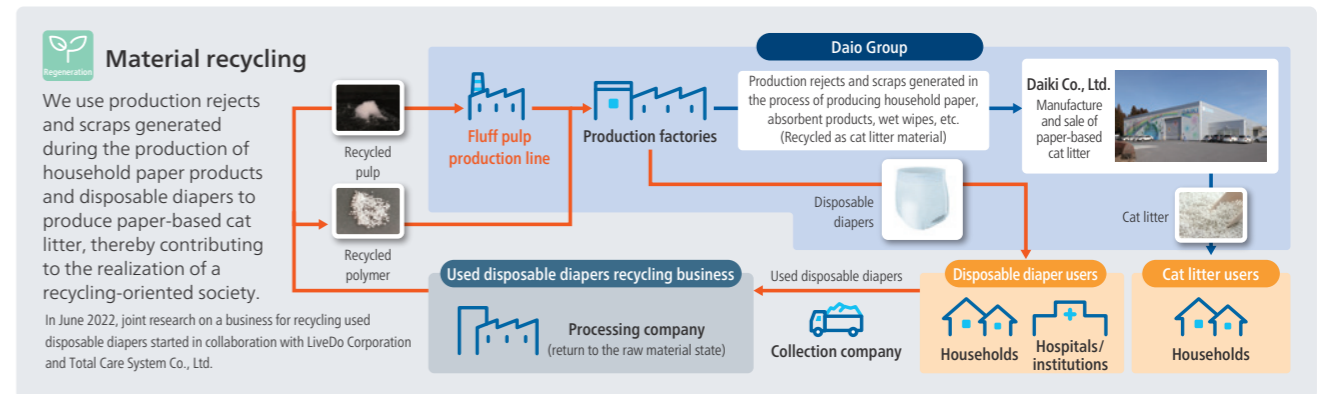 Regeneration
Material recycling
We use production rejects
and scraps generated
during the production of
household paper products
and disposable diapers to
produce paper-based cat
litter, thereby contributing
to the realization of a
recycling-oriented society.
In June 2022, joint research on a business for recycling used
disposable diapers started in collaboration with LiveDo Corporation
and Total Care System Co., Ltd.
Recycled
pulp
Recycled
polymer
Daio Group
Fluff pulp
production line
Production factories
Production rejects and scraps generated in
the process of producing household paper,
absorbent products, wet wipes, etc.
(Recycled as cat litter material)
Daiki Co., Ltd.
Manufacture
and sale of
paper-based
cat litter
Disposable
diapers
Cat litter
Used disposable diapers recycling business
Processing company
(return to the raw material state)
Used disposable diapers
Collection company
Disposable diaper users
Households
Hospitals/
institutions
Cat litter users
Households